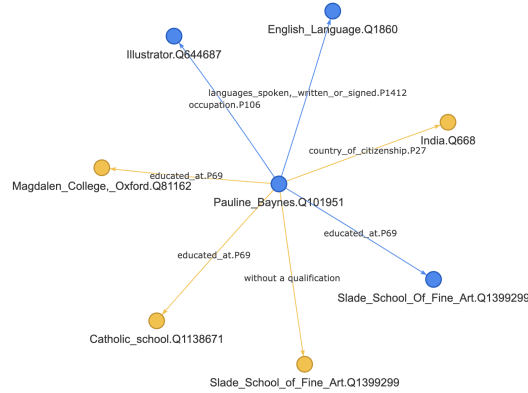 English_Language.Q1860
Illustrator.Q644687
languages_spoken,_written_or_signed.P1412
occupation.P106
India.Q668
country_of_citizenship.P27
educated_at.P69
Magdalen_College,_Oxford.Q81162
Pauline_Baynes.Q101951
educated_at.P69
educated_at.P69
without a qualification
Slade_School_Of_Fine_Art.Q1399299
Catholic_school.Q1138671
Slade_School_of_Fine_Art.Q1399299